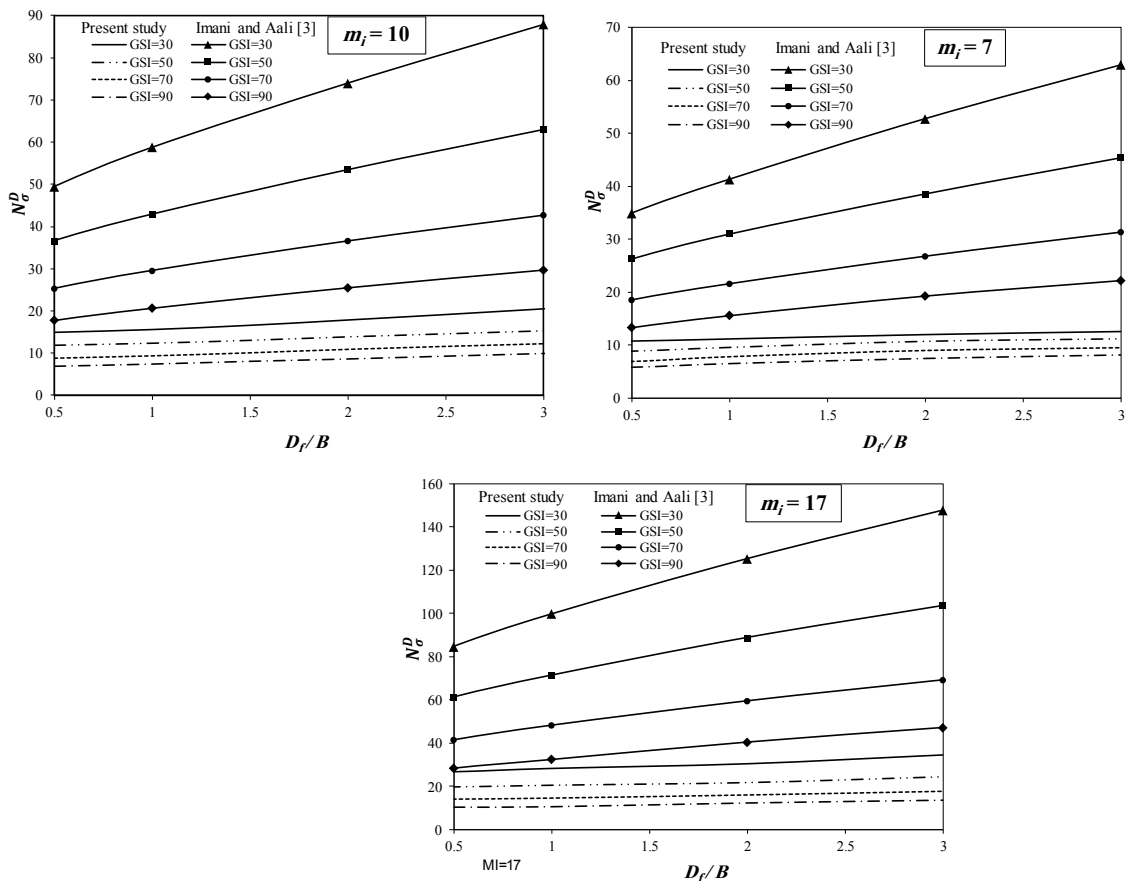 Present study Imani and Aali [3]
m_i = 10
GSI=30 GSI=30
GSI=50 GSI=50
GSI=70 GSI=70
GSI=90 GSI=90
N_σ^D
90
80
70
60
50
40
30
20
10
0
0.5 1 1.5 2 2.5 3
D_f / B
Present study Imani and Aali [3]
m_i = 7
GSI=30 GSI=30
GSI=50 GSI=50
GSI=70 GSI=70
GSI=90 GSI=90
N_σ^D
70
60
50
40
30
20
10
0
0.5 1 1.5 2 2.5 3
D_f / B
Present study Imani and Aali [3]
m_i = 17
GSI=30 GSI=30
GSI=50 GSI=50
GSI=70 GSI=70
GSI=90 GSI=90
N_σ^D
160
140
120
100
80
60
40
20
0
0.5 1 1.5 2 2.5 3
MI=17
D_f / B